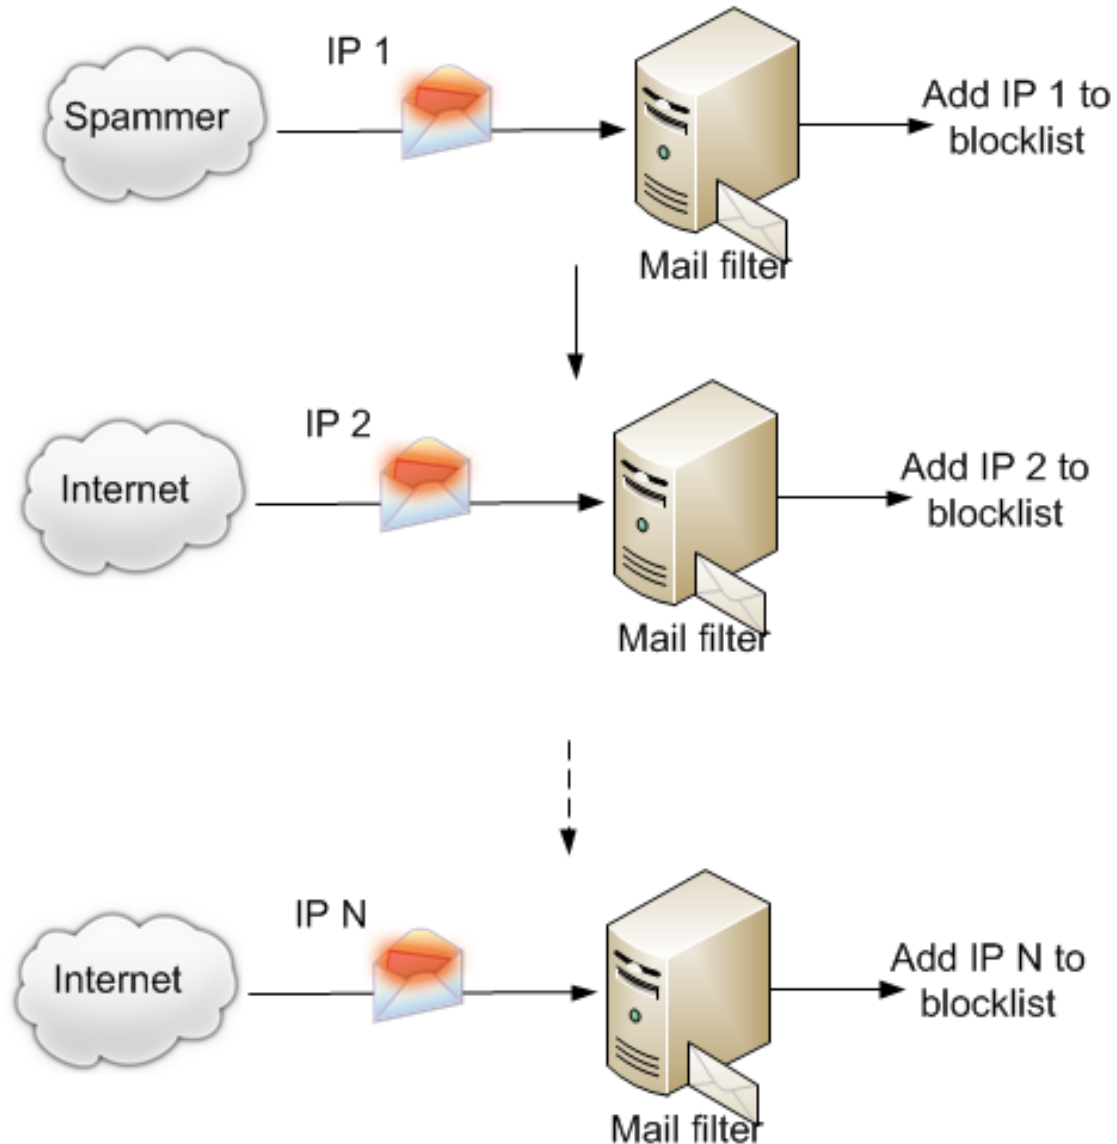 IP 1
Spammer
Add IP 1 to
blocklist
Mail filter
IP 2
Internet
Add IP 2 to
blocklist
Mail filter
IP N
Internet
Add IP N to
blocklist
Mail filter